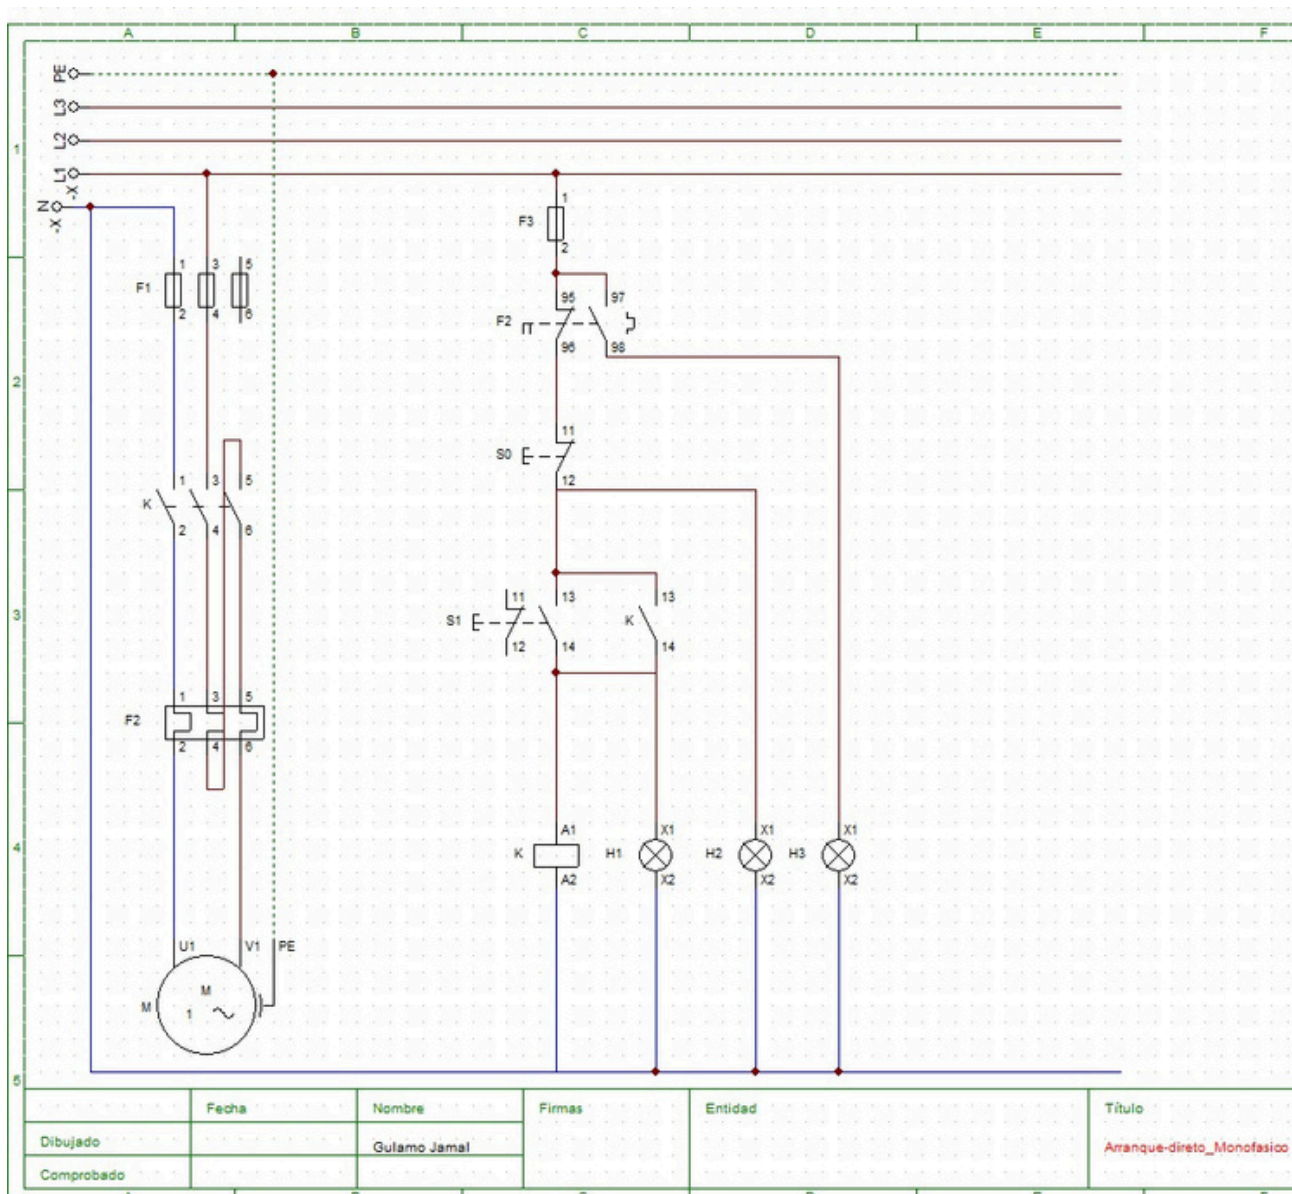 A B C D E F
PE
L3
L2
1
L1
-X
N
-X
1
F3
2
1 3 5
F1
2 4 6
95 97
F2
96 98
2
11
S0
12
1 3 5
K
2 4 6
11 13 13
S1 K
12 14 14
3
1 3 5
F2
2 4 6
A1 X1 X1 X1
K H1 H2 H3
A2 X2 X2 X2
4
U1 V1 PE
M
M
1
5
Fecha Nombre Firmas Entidad Título
Dibujado Gulamo Jamal Arranque-direto_Monofasico
Comprobado